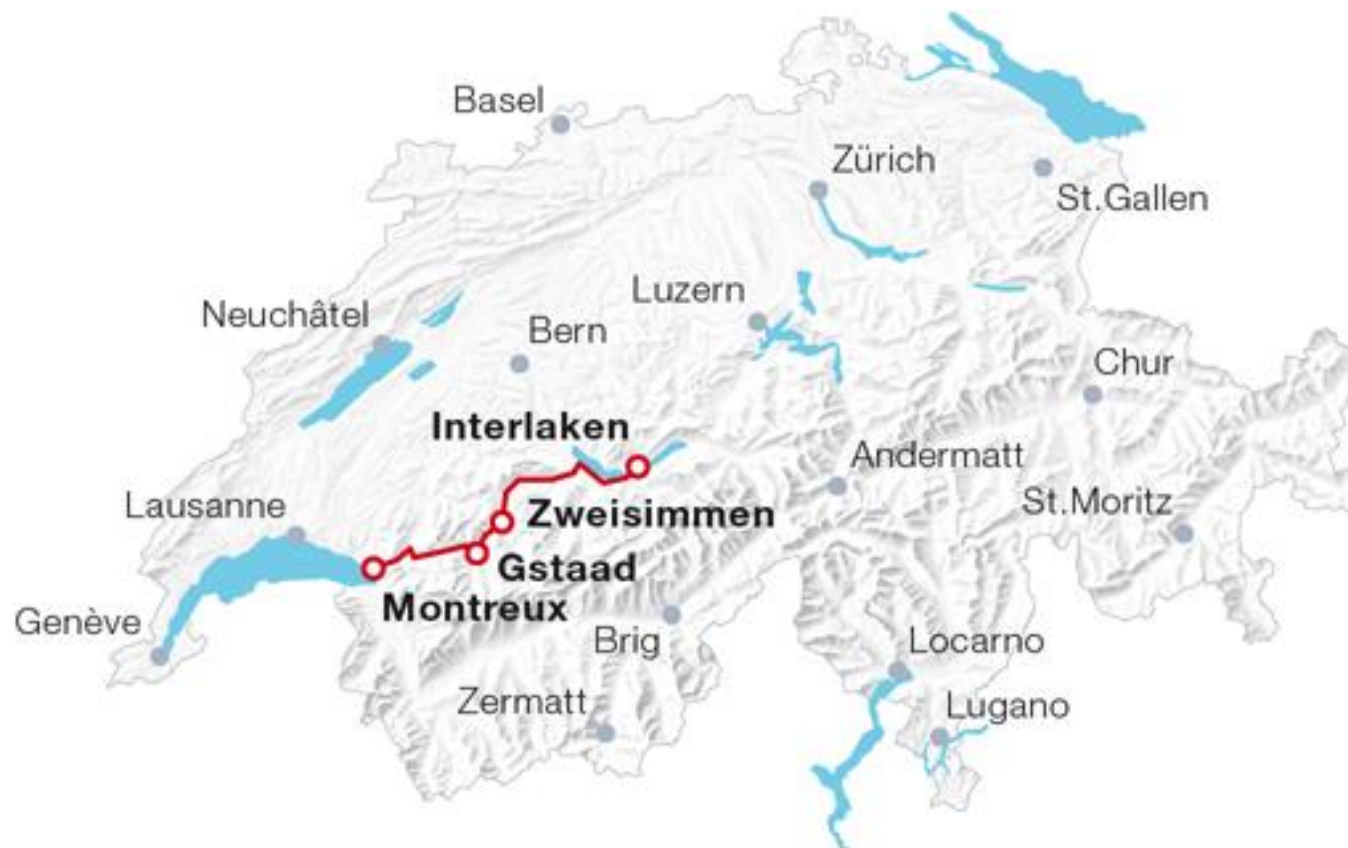 Basel
Zürich
St.Gallen
Luzern
Neuchâtel
Bern
Chur
Interlaken
Andermatt
Lausanne
Zweisimmen
St.Moritz
Gstaad
Montreux
Genève
Brig
Locarno
Zermatt
Lugano